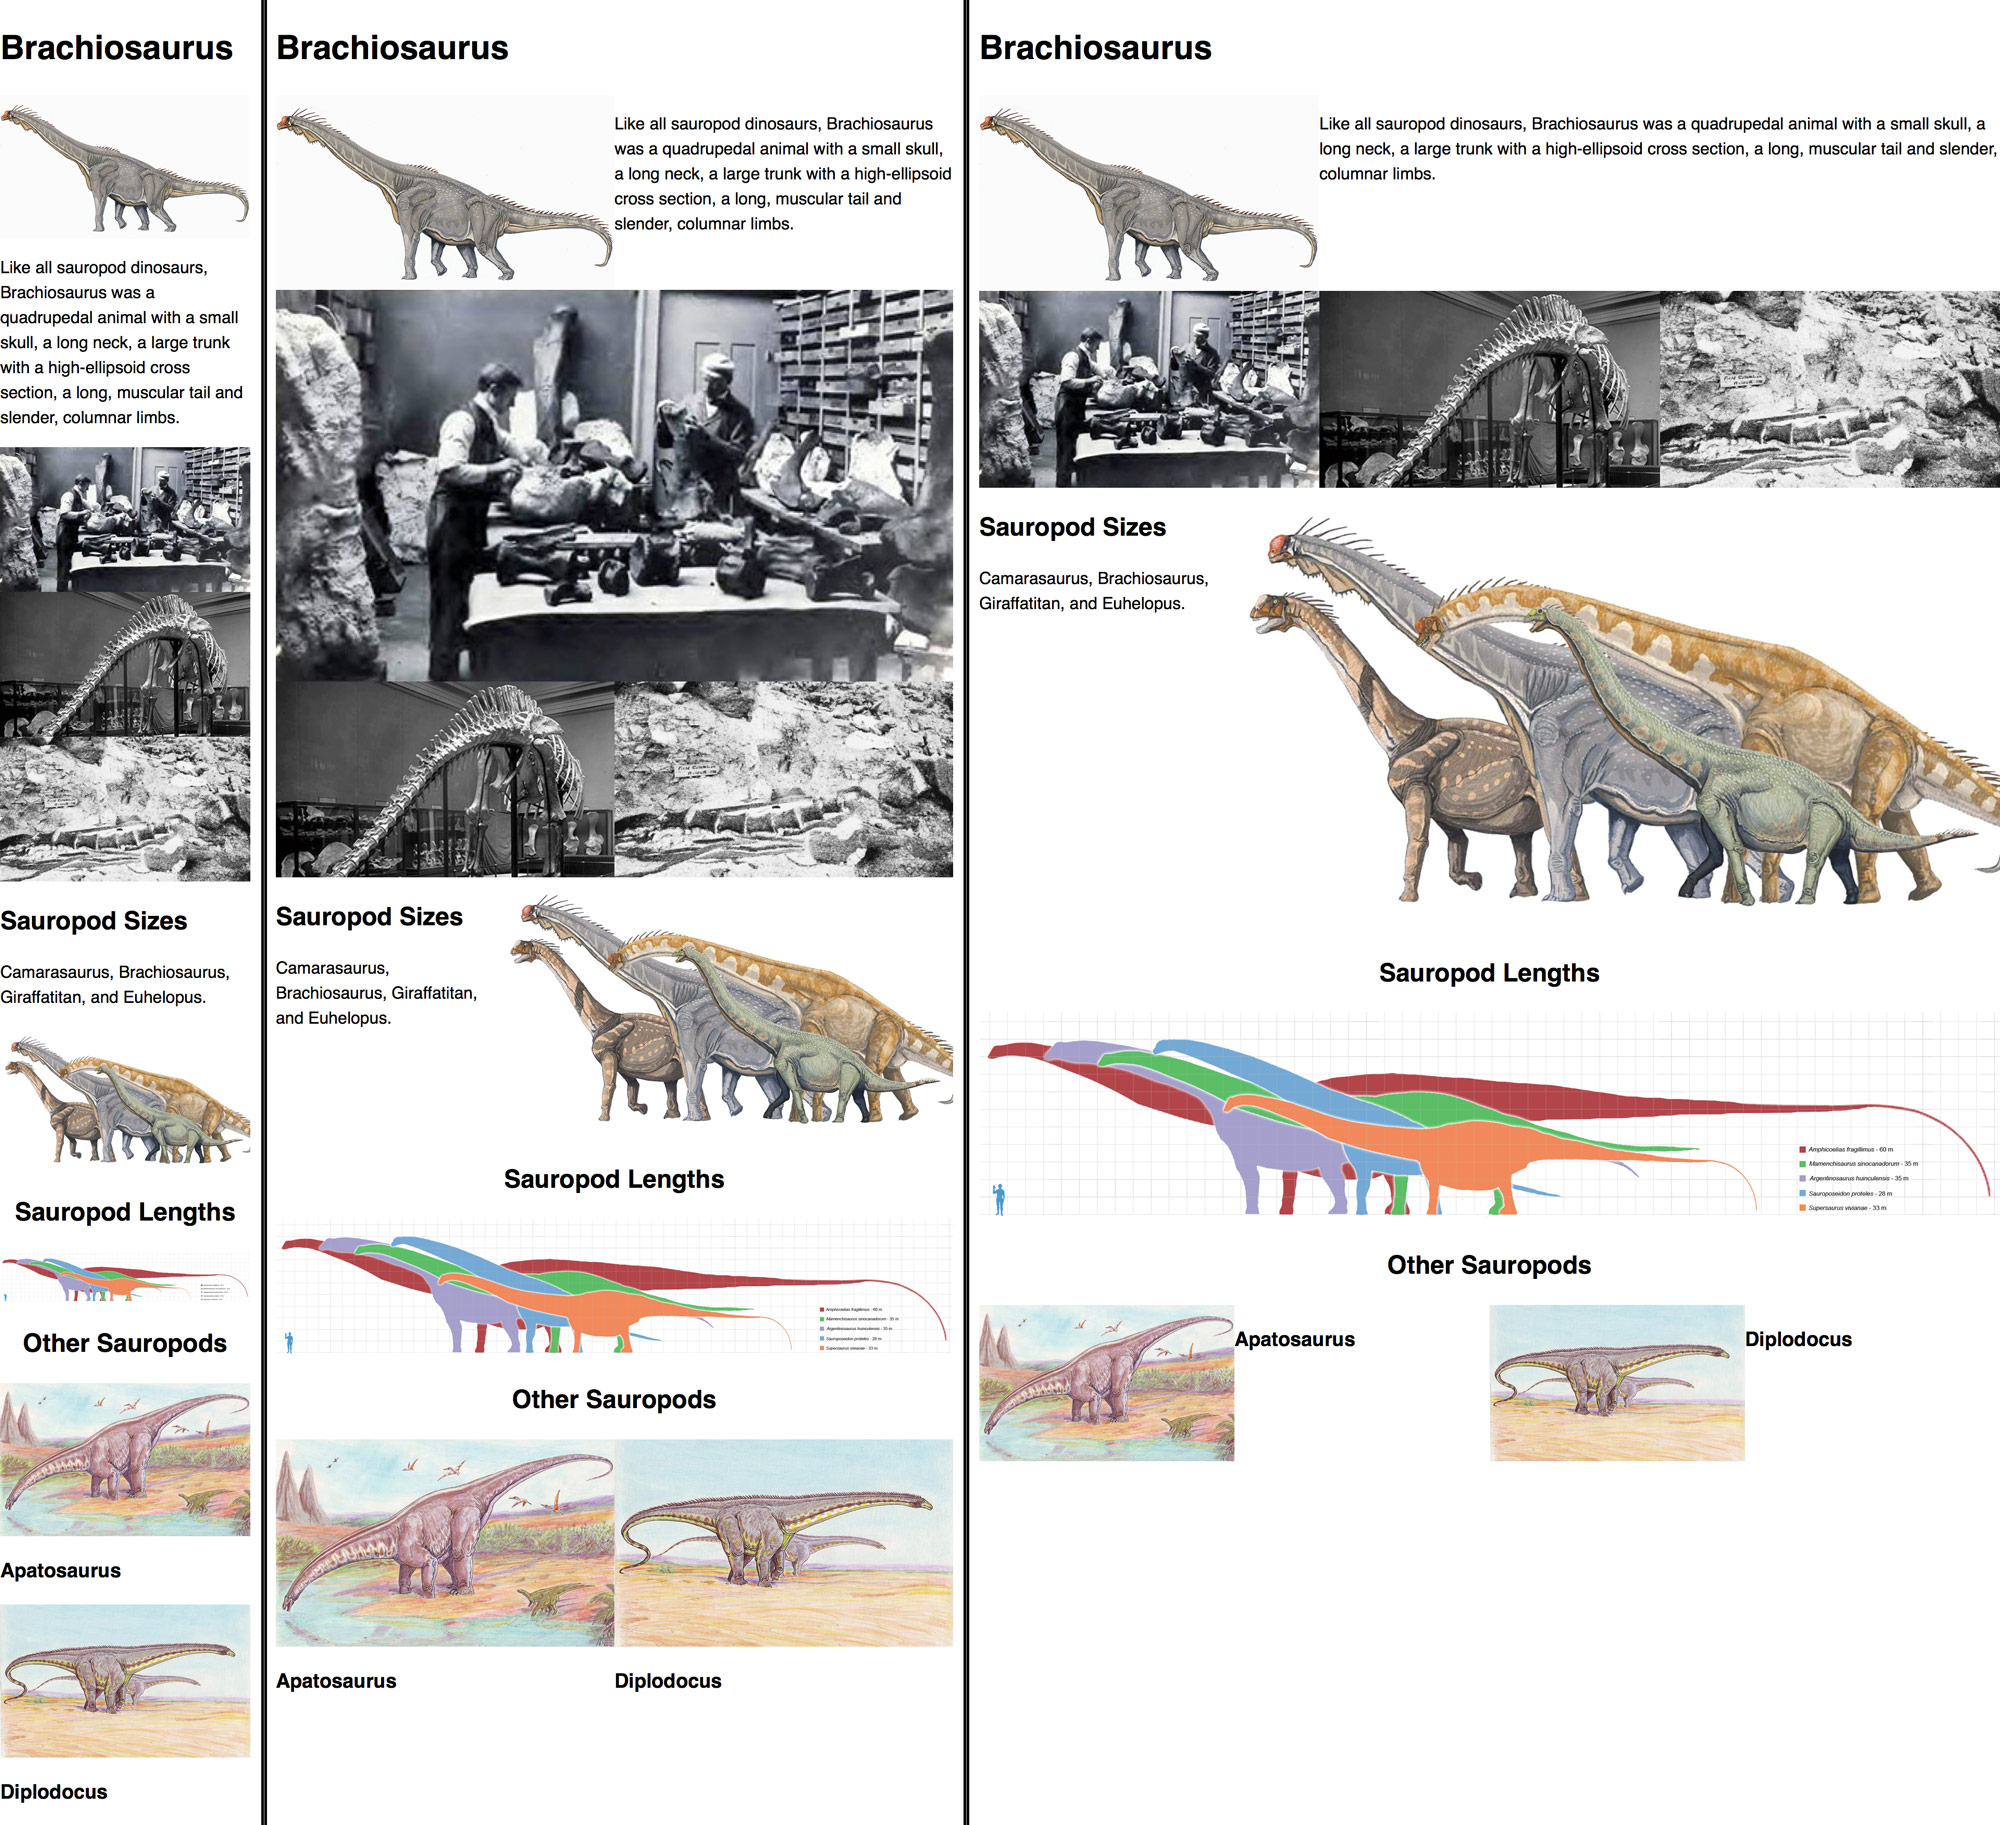 Brachiosaurus
Like all sauropod dinosaurs,
Brachiosaurus was a
quadrupedal animal with a small
skull, a long neck, a large trunk
with a high-ellipsoid cross
section, a long, muscular tail and
slender, columnar limbs.
Sauropod Sizes
Camarasaurus, Brachiosaurus,
Giraffatitan, and Euhelopus.
Sauropod Lengths
Other Sauropods
Apatosaurus
Diplodocus
Brachiosaurus
Like all sauropod dinosaurs, Brachiosaurus
was a quadrupedal animal with a small skull,
a long neck, a large trunk with a high-ellipsoid
cross section, a long, muscular tail and
slender, columnar limbs.
Sauropod Sizes
Camarasaurus,
Brachiosaurus, Giraffatitan,
and Euhelopus.
Sauropod Lengths
Amphicoelias fragillimus - 60 m
Mamenchisaurus sinocanadorum - 35 m
Argentinosaurus huinculensis - 35 m
Sauroposeidon proteles - 28 m
Supersaurus vivianae - 33 m
Other Sauropods
Apatosaurus
Diplodocus
Brachiosaurus
Like all sauropod dinosaurs, Brachiosaurus was a quadrupedal animal with a small skull, a
long neck, a large trunk with a high-ellipsoid cross section, a long, muscular tail and slender,
columnar limbs.
Sauropod Sizes
Camarasaurus, Brachiosaurus,
Giraffatitan, and Euhelopus.
Sauropod Lengths
Amphicoelias fragillimus - 60 m
Mamenchisaurus sinocanadorum - 35 m
Argentinosaurus huinculensis - 35 m
Sauroposeidon proteles - 28 m
Supersaurus vivianae - 33 m
Other Sauropods
Apatosaurus
Diplodocus